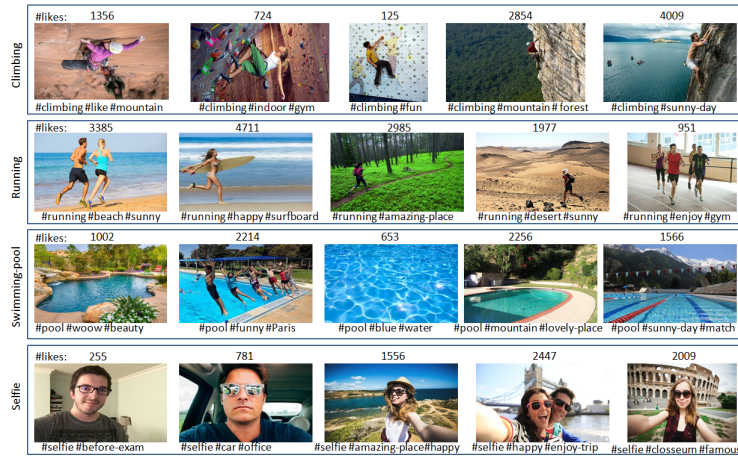 #likes: 1356 724 125 2854 4009
Climbing
#climbing #like #mountain #climbing #indoor #gym #climbing #fun #climbing #mountain # forest #climbing #sunny-day
#likes: 3385 4711 2985 1977 951
Running
#running #beach #sunny #running #happy #surfboard #running #amazing-place #running #desert #sunny #running #enjoy #gym
#likes: 1002 2214 653 2256 1566
Swimming-pool
#pool #woow #beauty #pool #funny #Paris #pool #blue #water #pool #mountain #lovely-place #pool #sunny-day #match
#likes: 255 781 1556 2447 2009
Selfie
#selfie #before-exam #selfie #car #office #selfie #amazing-place#happy #selfie #happy #enjoy-trip #selfie #closseum #famous